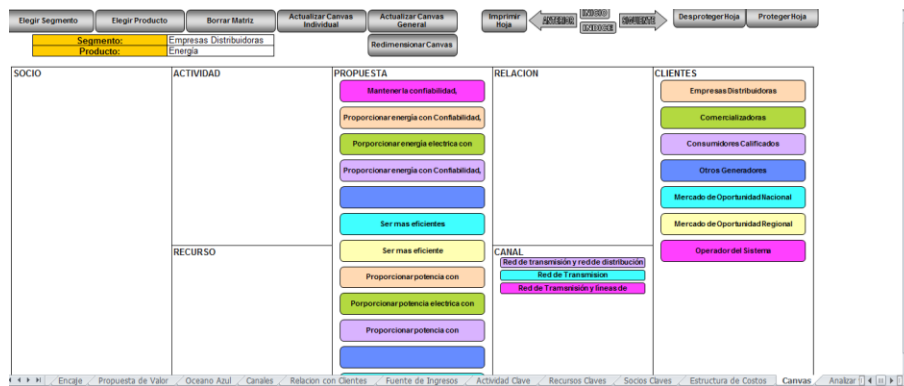 Elegir Segmento
Elegir Producto
Borrar Matriz
Actualizar Canvas
Individual
Actualizar Canvas
General
Imprimir
Hoja
ANTERIOR
INICIO
INDICE
SIGUIENTE
Desproteger Hoja
Proteger Hoja
Redimensionar Canvas
Segmento: Empresas Distribuidoras
Producto: Energía
SOCIO
ACTIVIDAD
RECURSO
PROPUESTA
Mantener la confiabilidad,
Proporcionar energía con Confiabilidad,
Porporcionar energía electrica con
Proporcionar energía con Confiabilidad,
Ser mas eficientes
Ser mas eficiente
Proporcionar potencia con
Porporcionar potencia electrica con
Proporcionar potencia con
RELACION
CANAL
Red de transmisión y red de distribución
Red de Transmision
Red de Tramsnisión y lineas de
CLIENTES
Empresas Distribuidoras
Comercializadoras
Consumidores Calificados
Otros Generadores
Mercado de Oportunidad Nacional
Mercado de Oportunidad Regional
Operador del Sistema
Encaje Propuesta de Valor Oceano Azul Canales Relacion con Clientes Fuente de Ingresos Actividad Clave Recursos Claves Socios Claves Estructura de Costos Canvas Analizar